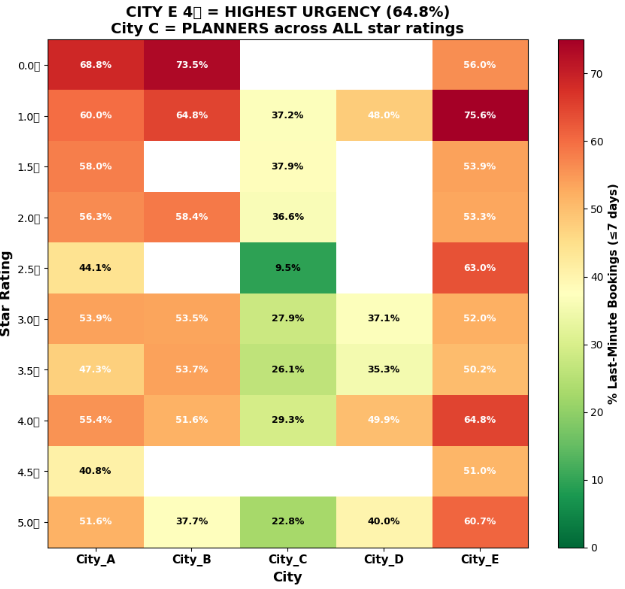 CITY E 4▯ = HIGHEST URGENCY (64.8%)
City C = PLANNERS across ALL star ratings
0.0▯ 68.8% 73.5% 56.0%
1.0▯ 60.0% 64.8% 37.2% 48.0% 75.6%
1.5▯ 58.0% 37.9% 53.9%
2.0▯ 56.3% 58.4% 36.6% 53.3%
2.5▯ 44.1% 9.5% 63.0%
3.0▯ 53.9% 53.5% 27.9% 37.1% 52.0%
3.5▯ 47.3% 53.7% 26.1% 35.3% 50.2%
4.0▯ 55.4% 51.6% 29.3% 49.9% 64.8%
4.5▯ 40.8% 51.0%
5.0▯ 51.6% 37.7% 22.8% 40.0% 60.7%
City_A City_B City_C City_D City_E
City
Star Rating
70
60
50
40
30
20
10
0
% Last-Minute Bookings (≤7 days)